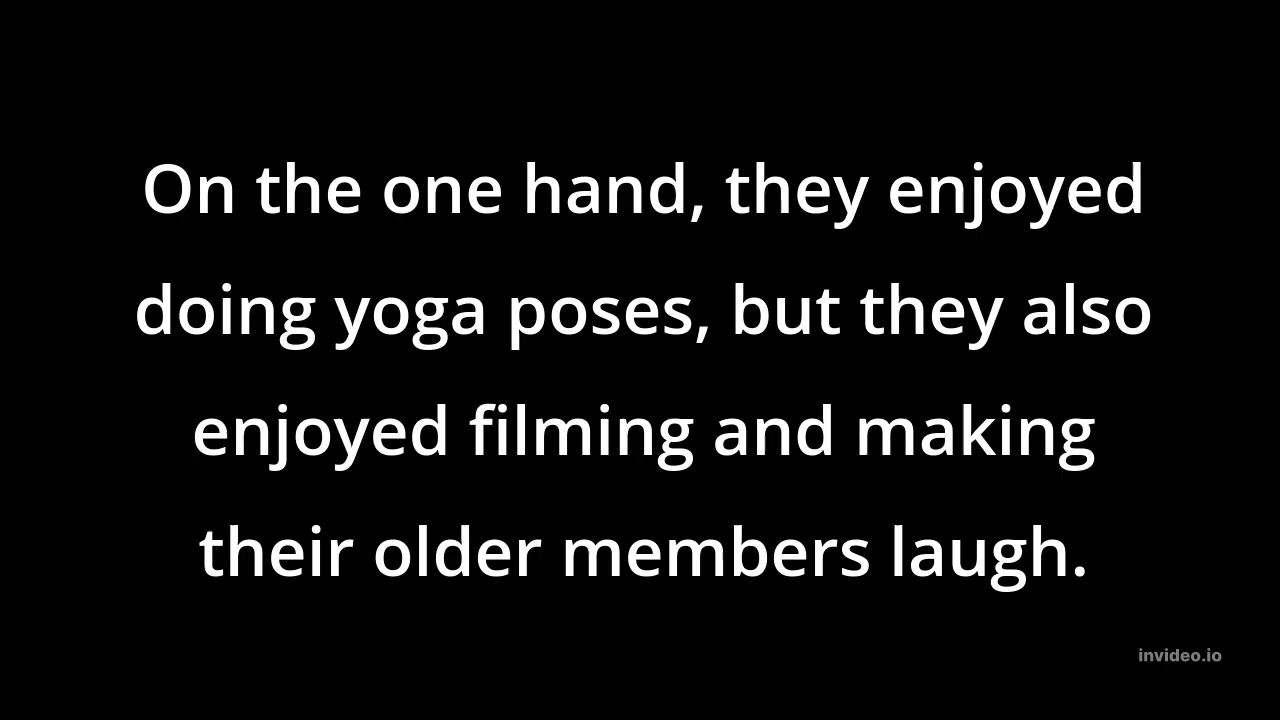 On the one hand, they enjoyed
doing yoga poses, but they also
enjoyed filming and making
their older members laugh.
invideo.io